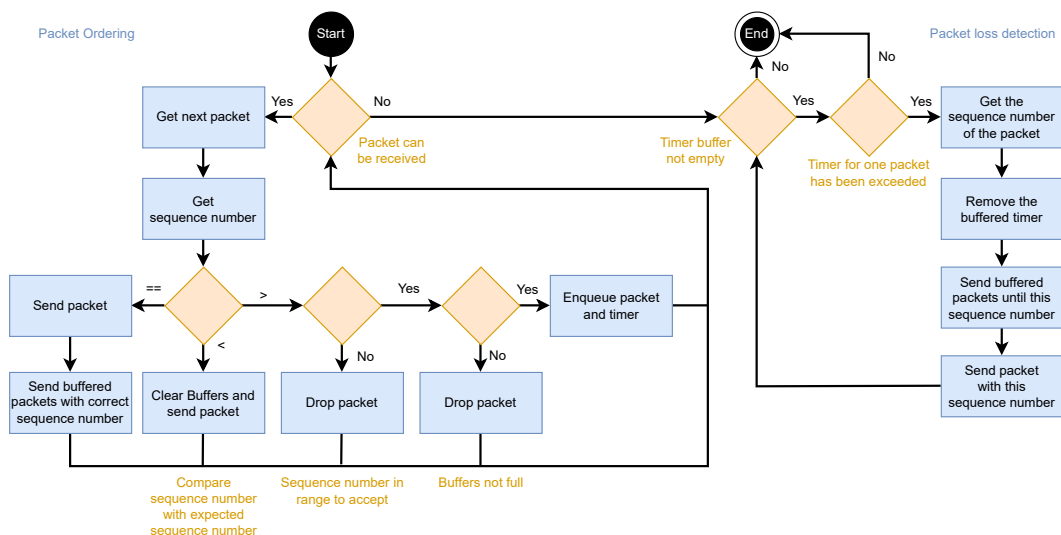 Packet Ordering
Start
End
Packet loss detection
No
No
Yes
No
Yes
Yes
Get next packet
Get the
sequence number
of the packet
Packet can
be received
Timer buffer
not empty
Timer for one packet
has been exceeded
Get
sequence number
Remove the
buffered timer
==
>
Yes
Yes
Send packet
Enqueue packet
and timer
Send buffered
packets until this
sequence number
<
No
No
Send buffered
packets with correct
sequence number
Clear Buffers and
send packet
Drop packet
Drop packet
Send packet
with this
sequence number
Compare
sequence number
with expected
sequence number
Sequence number in
range to accept
Buffers not full